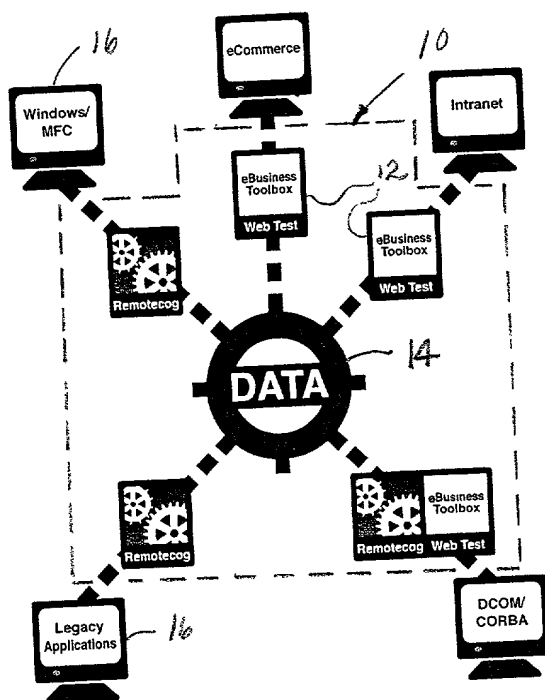 16
eCommerce
10
Windows/
MFC
Intranet
eBusiness
Toolbox
Web Test
12
eBusiness
Toolbox
Web Test
Remotecog
DATA
14
eBusiness
Toolbox
Remotecog
Web Test
Remotecog
Legacy
Applications
16
DCOM/
CORBA